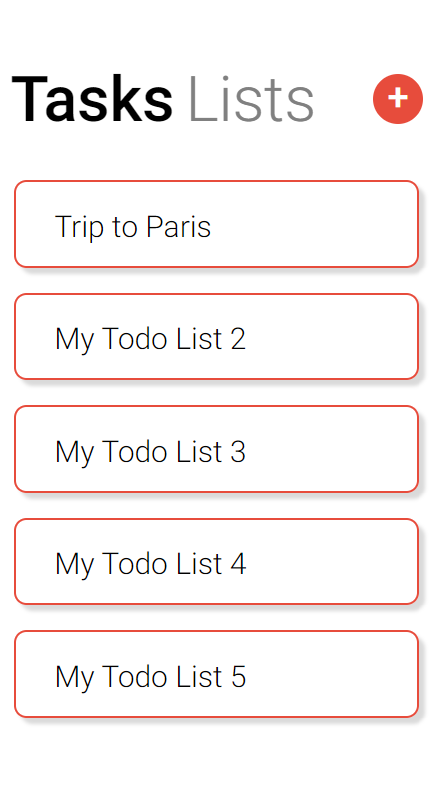 Tasks Lists
+
Trip to Paris
My Todo List 2
My Todo List 3
My Todo List 4
My Todo List 5